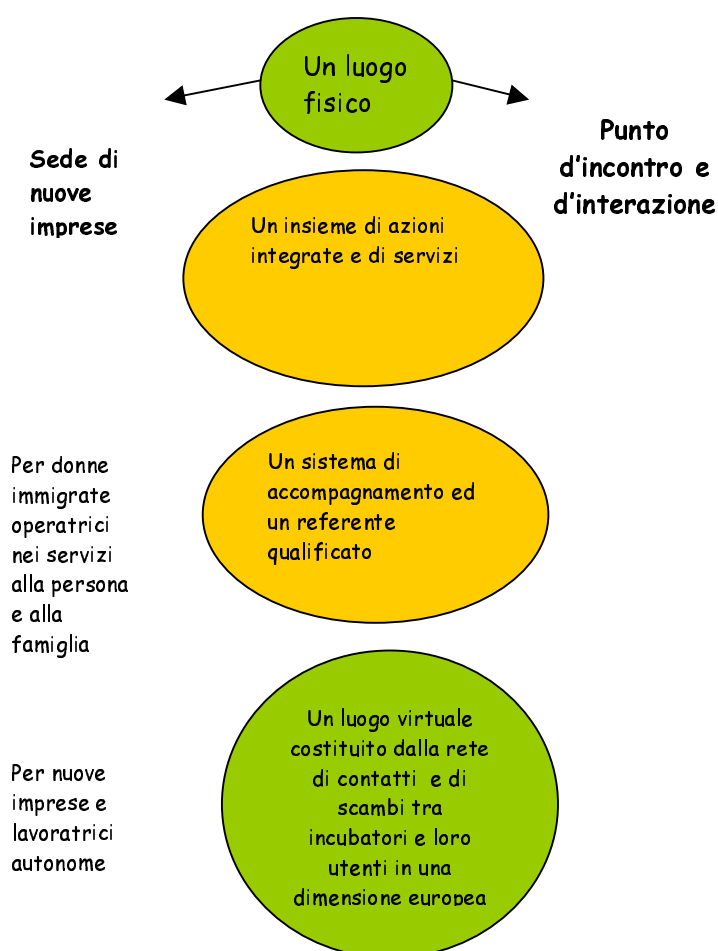 Un luogo
fisico
Sede di
nuove
imprese
Punto
d’incontro e
d’interazione
Un insieme di azioni
integrate e di servizi
Per donne
immigrate
operatrici
nei servizi
alla persona
e alla
famiglia
Un sistema di
accompagnamento ed
un referente
qualificato
Per nuove
imprese e
lavoratrici
autonome
Un luogo virtuale
costituito dalla rete
di contatti e di
scambi tra
incubatori e loro
utenti in una
dimensione europea